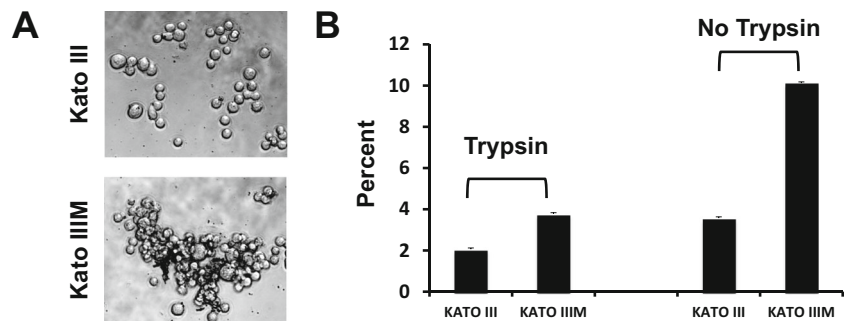 A
Kato III
Kato IIIM
B
Percent
12
10
8
6
4
2
0
Trypsin
No Trypsin
KATO III
KATO IIIM
KATO III
KATO IIIM